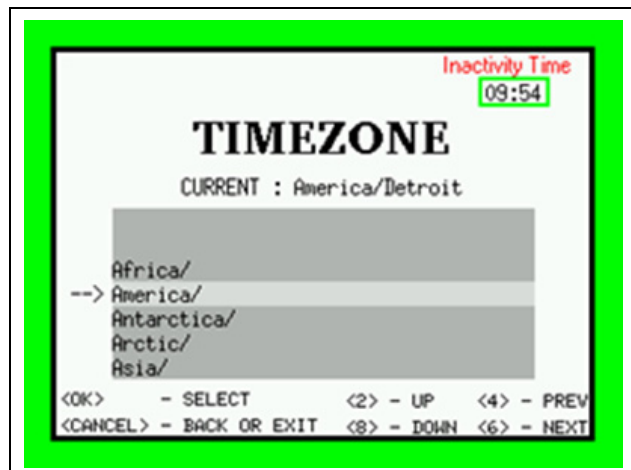 Inactivity Time
09:54
TIMEZONE
CURRENT : America/Detroit
Africa/
--> America/
Antarctica/
Arctic/
Asia/
<OK> - SELECT <2> - UP <4> - PREV
<CANCEL> - BACK OR EXIT <8> - DOWN <6> - NEXT